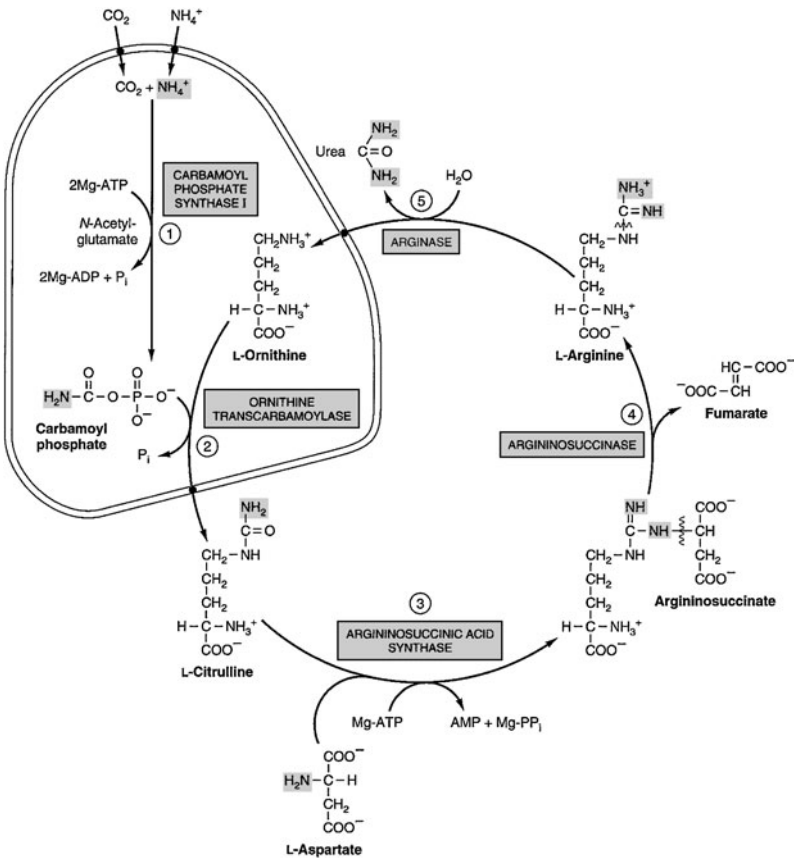 CO₂
NH₄⁺
CO₂ + NH₄⁺
CARBAMOYL
PHOSPHATE
SYNTHASE I
2Mg-ATP
N-Acetyl-
glutamate
1
2Mg-ADP + Pᵢ
O
O
H₂N–C–O–P–O⁻
O⁻
Carbamoyl
phosphate
Pᵢ
2
ORNITHINE
TRANSCARBAMOYLASE
CH₂NH₃⁺
CH₂
CH₂
H–C–NH₃⁺
COO⁻
L-Ornithine
NH₂
Urea C=O
NH₂
H₂O
5
ARGINASE
NH₃⁺
C=NH
CH₂–NH
CH₂
CH₂
H–C–NH₃⁺
COO⁻
L-Arginine
4
ARGININOSUCCINASE
C–COO⁻
⁻OOC–CH
Fumarate
NH₂
C=O
CH₂–NH
CH₂
CH₂
H–C–NH₃⁺
COO⁻
L-Citrulline
3
ARGININOSUCCINIC ACID
SYNTHASE
Mg-ATP
AMP + Mg-PPᵢ
COO⁻
H₂N–C–H
CH₂
COO⁻
L-Aspartate
NH COO⁻
C–NH–CH
CH₂–NH CH₂
CH₂ COO⁻
CH₂
H–C–NH₃⁺
COO⁻
Argininosuccinate